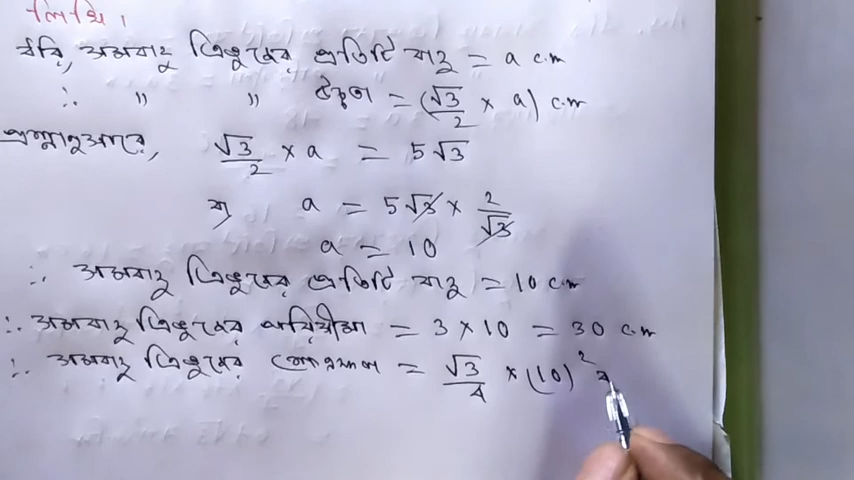 লিখি।
ধরি, সমবাহু ত্রিভুজের প্রতিটি বাহু = a cm
∴ " " উচ্চতা = (√3/2 × a) cm
প্রশ্নানুসারে, √3/2 × a = 5√3
বা, a = 5√3 × 2/√3
a = 10
∴ সমবাহু ত্রিভুজের প্রতিটি বাহু = 10 cm
∴ সমবাহু ত্রিভুজের পরিসীমা = 3 × 10 = 30 cm
∴ সমবাহু ত্রিভুজের ক্ষেত্রফল = √3/4 × (10)²